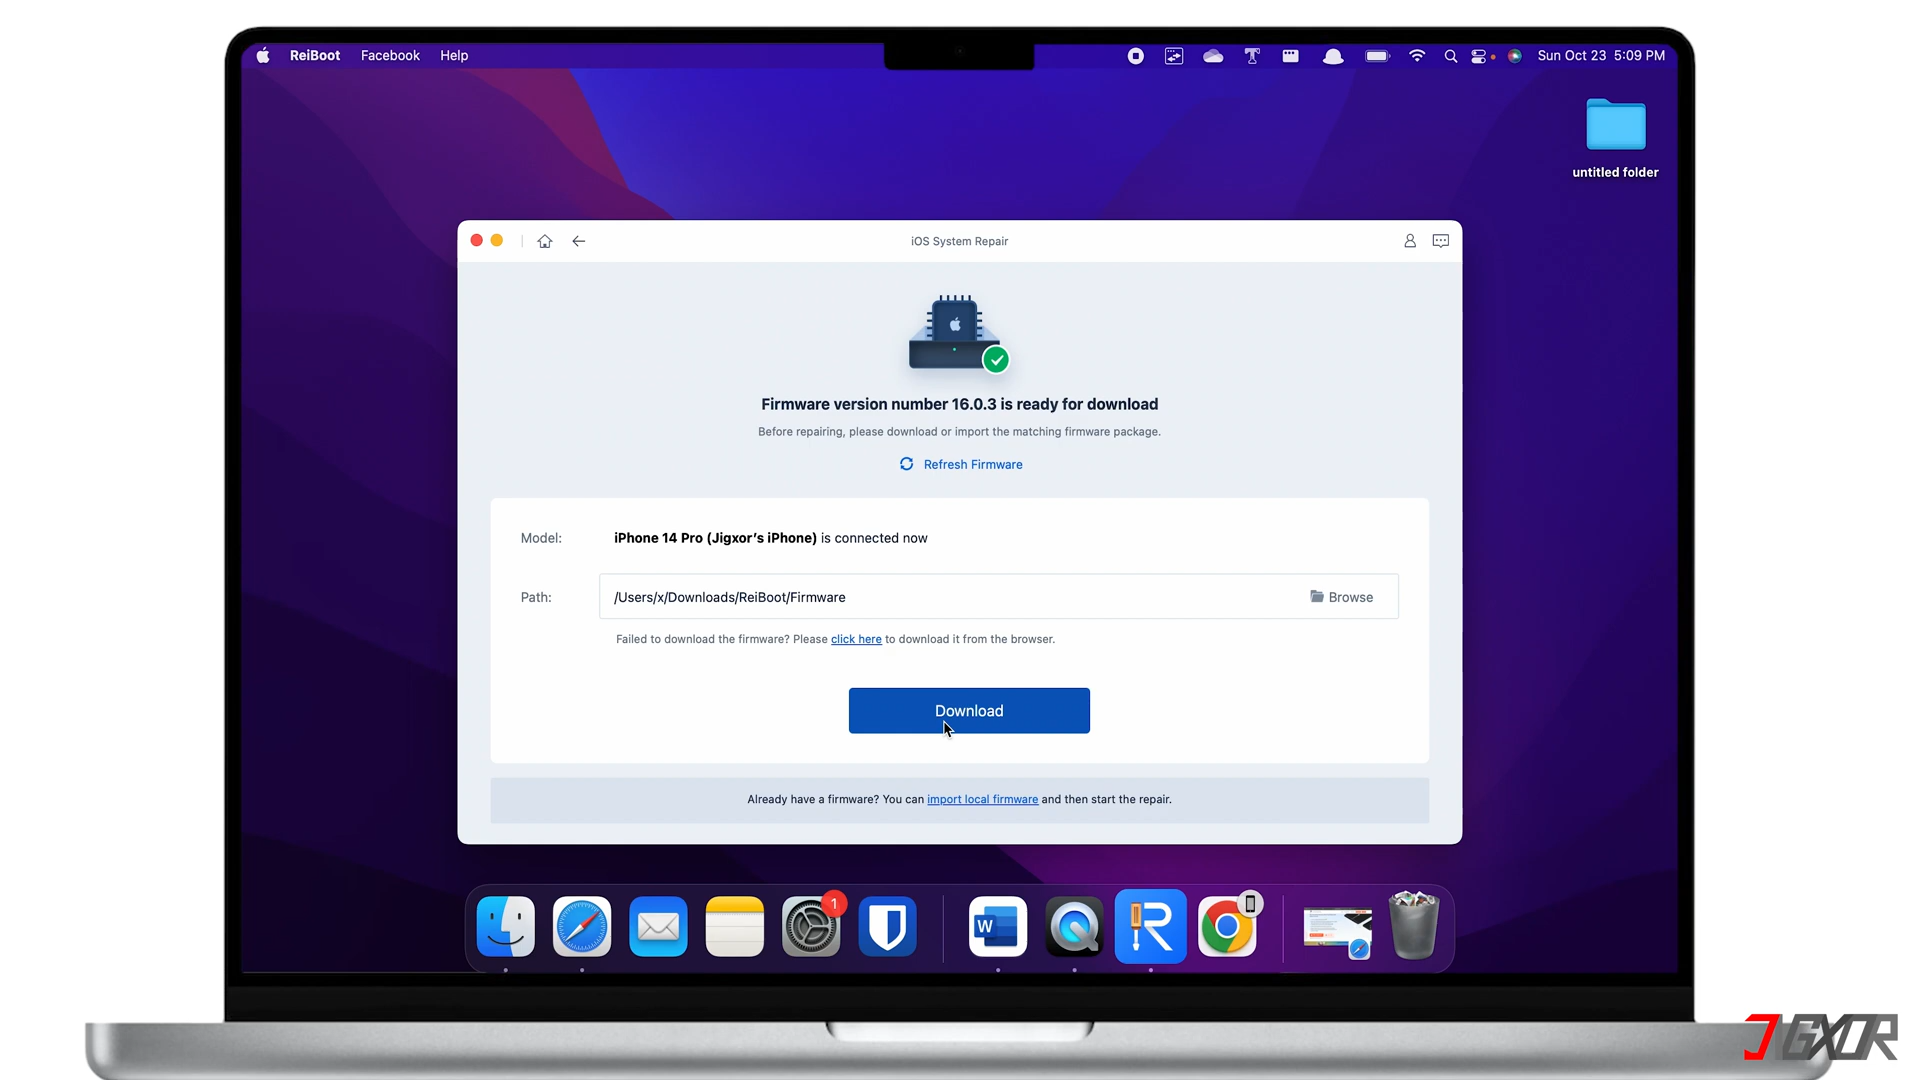 ReiBoot Facebook Help Sun Oct 23 5:09 PM
untitled folder
iOS System Repair
Firmware version number 16.0.3 is ready for download
Before repairing, please download or import the matching firmware package.
Refresh Firmware
Model: iPhone 14 Pro (Jigxor’s iPhone) is connected now
Path: /Users/x/Downloads/ReiBoot/Firmware Browse
Failed to download the firmware? Please click here to download it from the browser.
Download
Already have a firmware? You can import local firmware and then start the repair.
1
W
JIGXOR